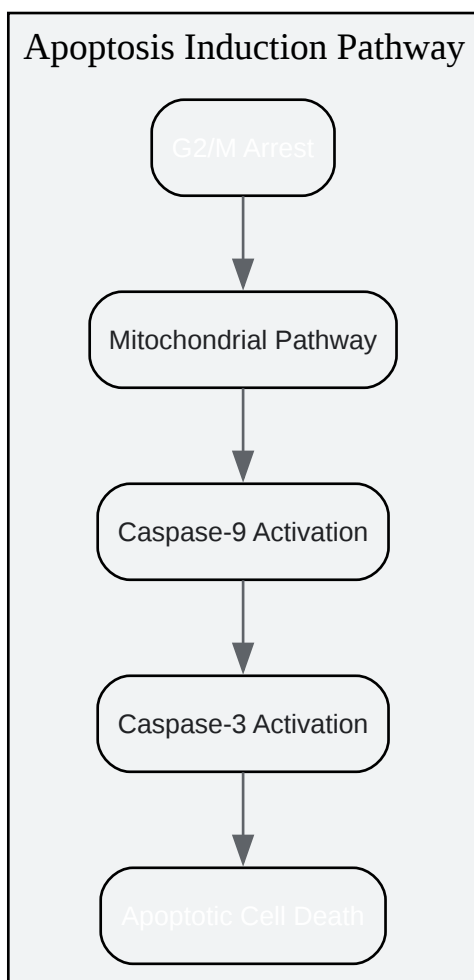 Apoptosis Induction Pathway
G2/M Arrest
Mitochondrial Pathway
Caspase-9 Activation
Caspase-3 Activation
Apoptotic Cell Death